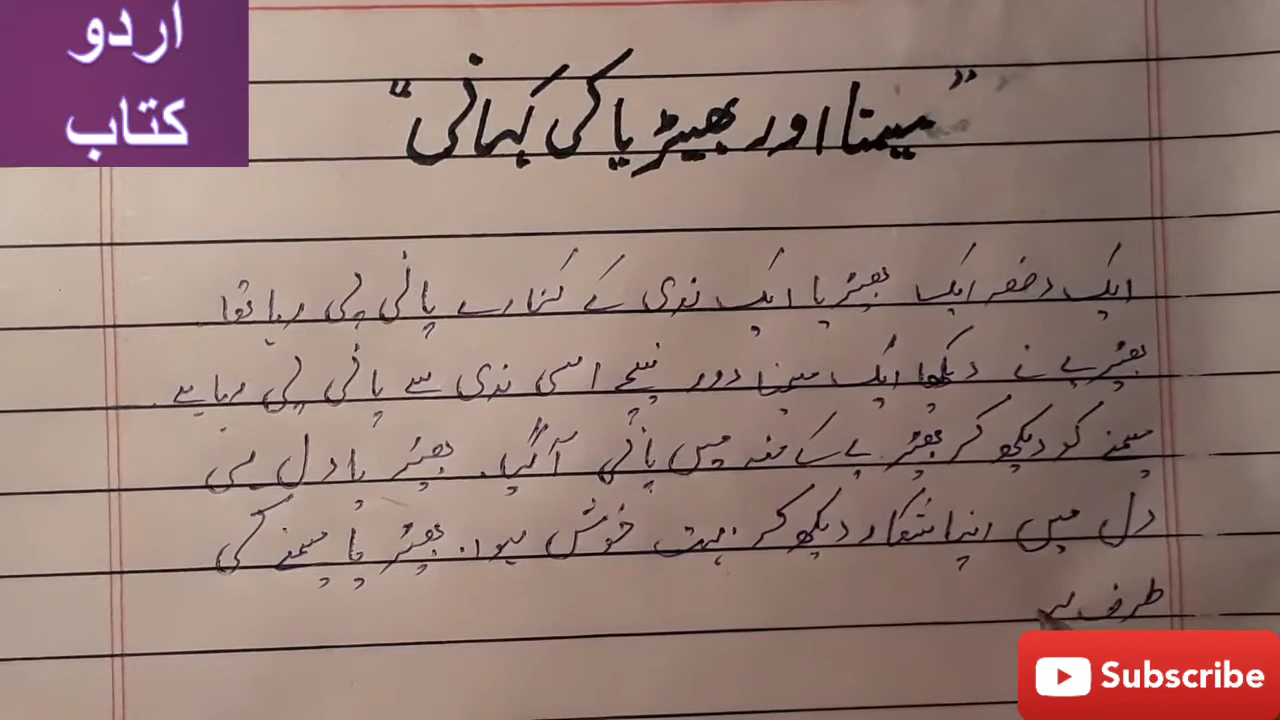 اردو
کتاب
"میمنا اور بھیڑیا کی کہانی"
ایک دفعہ ایک بھیڑیا ایک ندی کے کنارے پانی پی رہا تھا۔
بھیڑیے نے دیکھا ایک میمنا دور نیچے اسی ندی سے پانی پی رہا ہے۔
میمنے کو دیکھ کر بھیڑیے کے منہ میں پانی آگیا۔ بھیڑیا دل ہی
دل میں اپنا شکار دیکھ کر بہت خوش ہوا۔ بھیڑیا میمنے کی
طرف
Subscribe